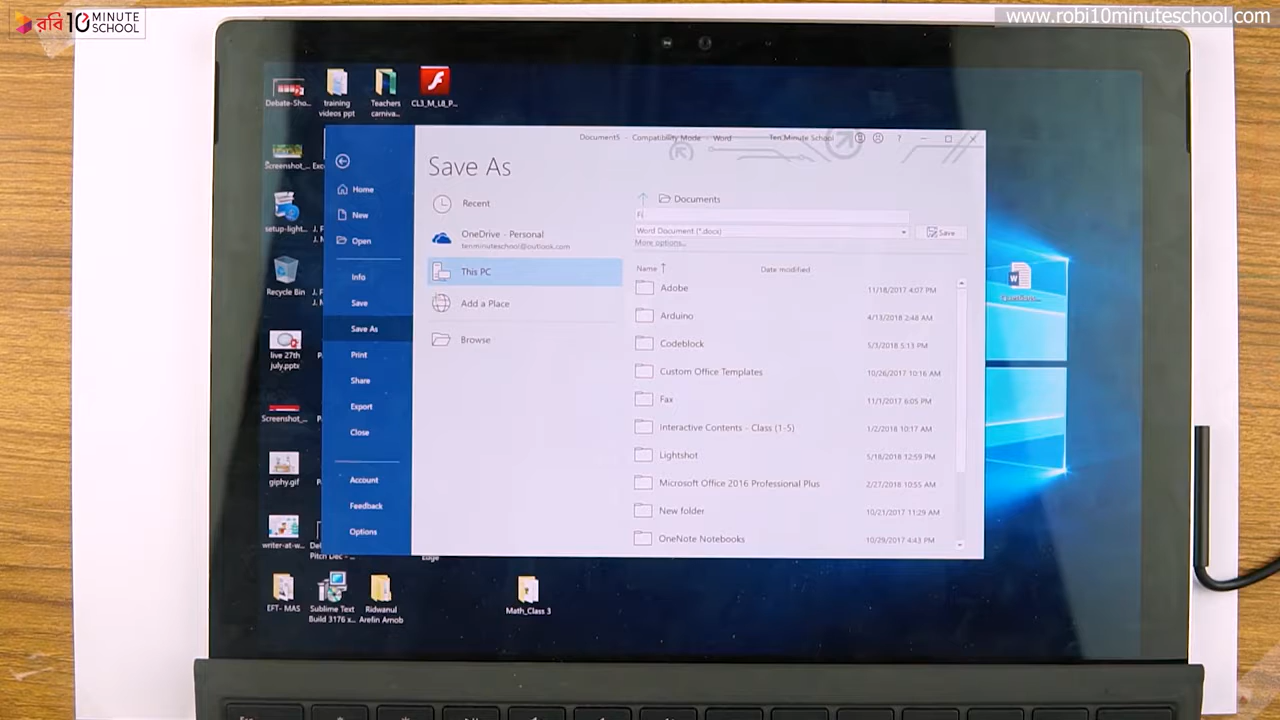 রবি 10 MINUTE SCHOOL
www.robi10minuteschool.com
Debate-Sho...
training videos ppt
Teachers carniva...
CL3_M_L8_P...
Screenshot_...
Exc
setup-light...
J. F
J. M
Recycle Bin
J. F
J. M
live 27th july.pptx
Screenshot_...
giphy.gif
writer-at-w...
Del
Pitch Dec - ...
Edge
EFT- MAS
Sublime Text Build 3176 x...
Ridwanul Arefin Arnob
Math_Class 3
Document5 - Compatibility Mode - Word
Ten Minute School
?
Home
New
Open
Info
Save
Save As
Print
Share
Export
Close
Account
Feedback
Options
Save As
Recent
OneDrive - Personal
tenminuteschool@outlook.com
This PC
Add a Place
Browse
Documents
Fi
Word Document (*.docx)
Save
More options...
Name
Date modified
Adobe 11/18/2017 4:07 PM
Arduino 4/13/2018 2:48 AM
Codeblock 5/3/2018 5:13 PM
Custom Office Templates 10/26/2017 10:16 AM
Fax 11/1/2017 6:05 PM
Interactive Contents - Class (1-5) 1/2/2018 10:17 AM
Lightshot 5/18/2018 12:59 PM
Microsoft Office 2016 Professional Plus 2/27/2018 10:55 AM
New folder 10/21/2017 11:29 AM
OneNote Notebooks 10/29/2017 4:43 PM